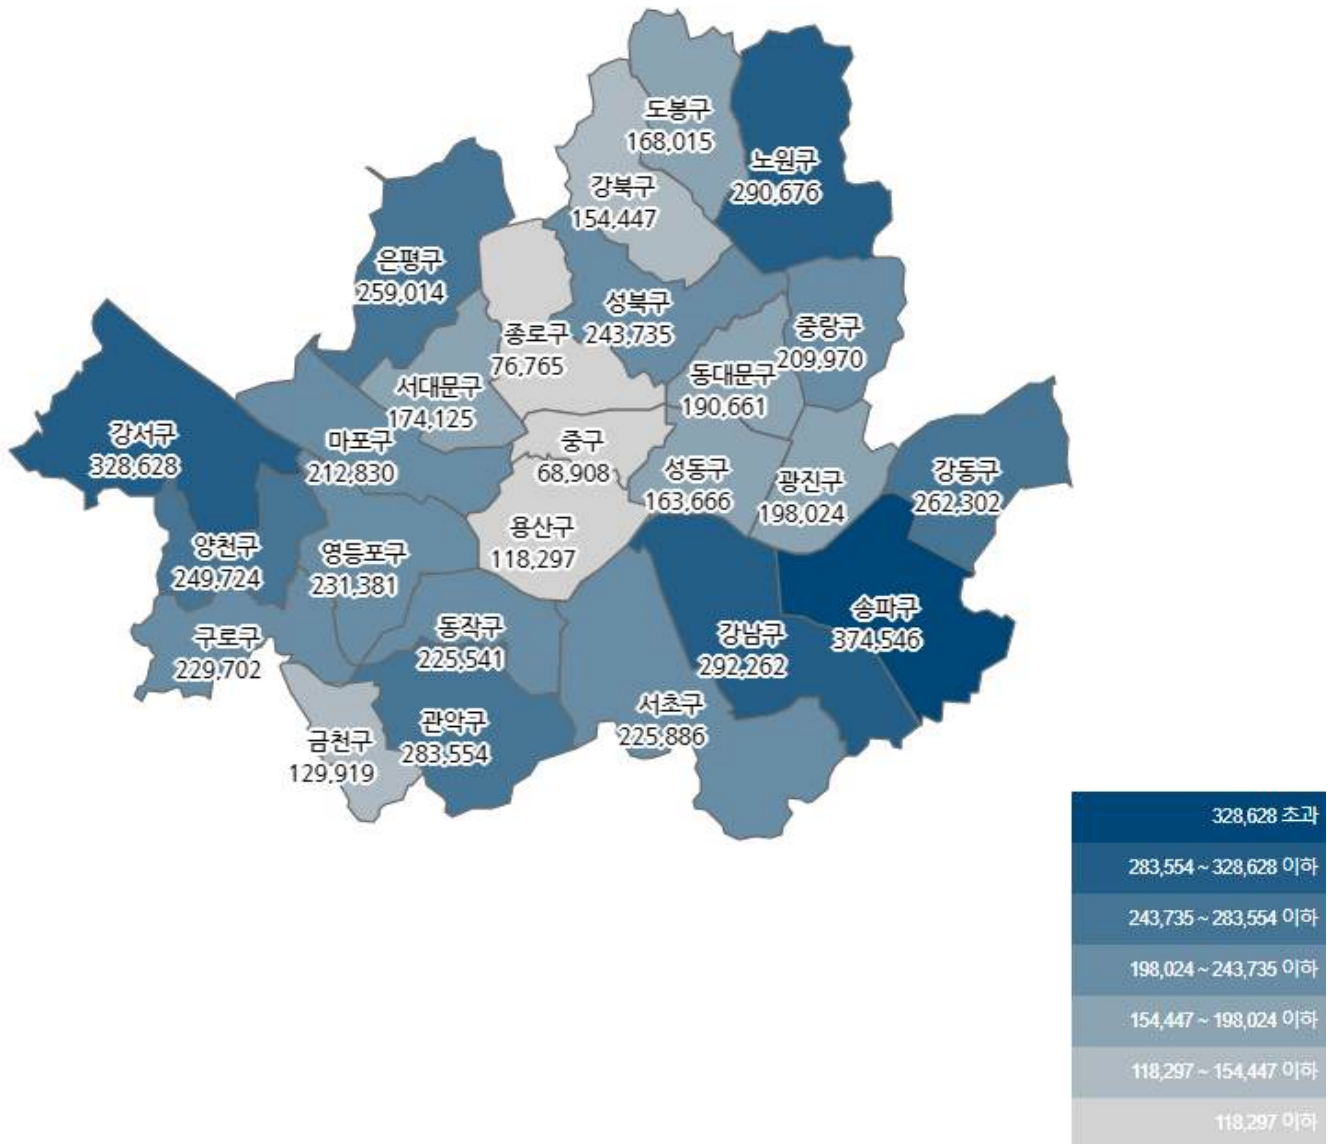 도봉구
168,015
노원구
290,676
강북구
154,447
은평구
259,014
성북구
243,735
중랑구
209,970
종로구
76,765
동대문구
190,661
서대문구
174,125
강서구
328,628
마포구
212,830
중구
68,908
성동구
163,666
광진구
198,024
강동구
262,302
용산구
118,297
양천구
249,724
영등포구
231,381
송파구
374,546
구로구
229,702
동작구
225,541
강남구
292,262
서초구
225,886
관악구
283,554
금천구
129,919
328,628 초과
283,554 ~ 328,628 이하
243,735 ~ 283,554 이하
198,024 ~ 243,735 이하
154,447 ~ 198,024 이하
118,297 ~ 154,447 이하
118,297 이하